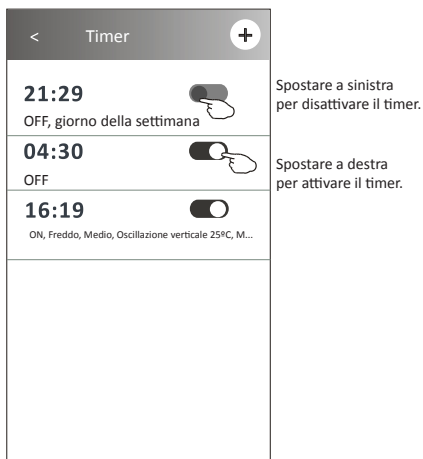 < Timer +
21:29
OFF, giorno della settimana
Spostare a sinistra
per disattivare il timer.
04:30
OFF
Spostare a destra
per attivare il timer.
16:19
ON, Freddo, Medio, Oscillazione verticale 25ºC, M...